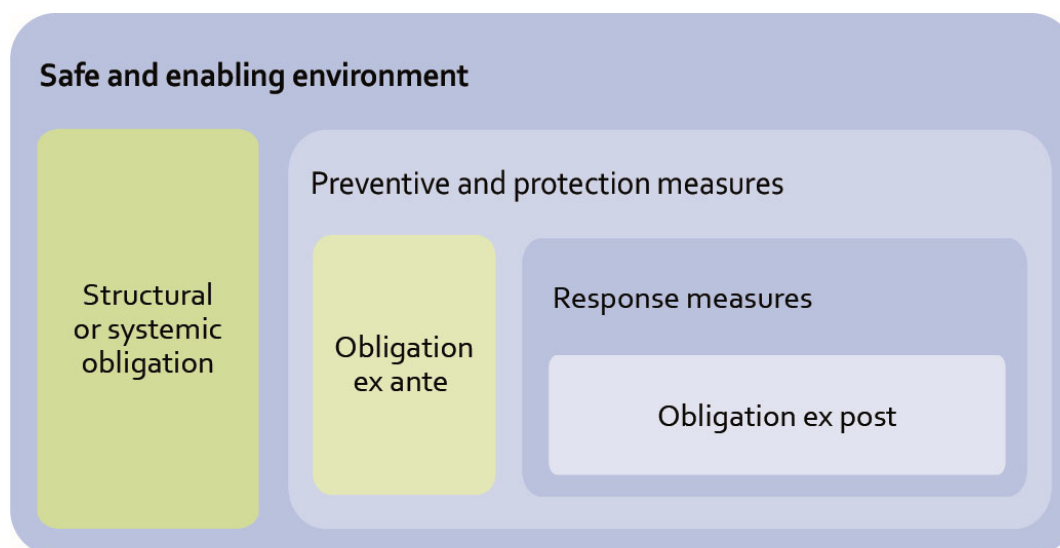 Safe and enabling environment
Preventive and protection measures
Structural
or systemic
obligation
Obligation
ex ante
Response measures
Obligation ex post